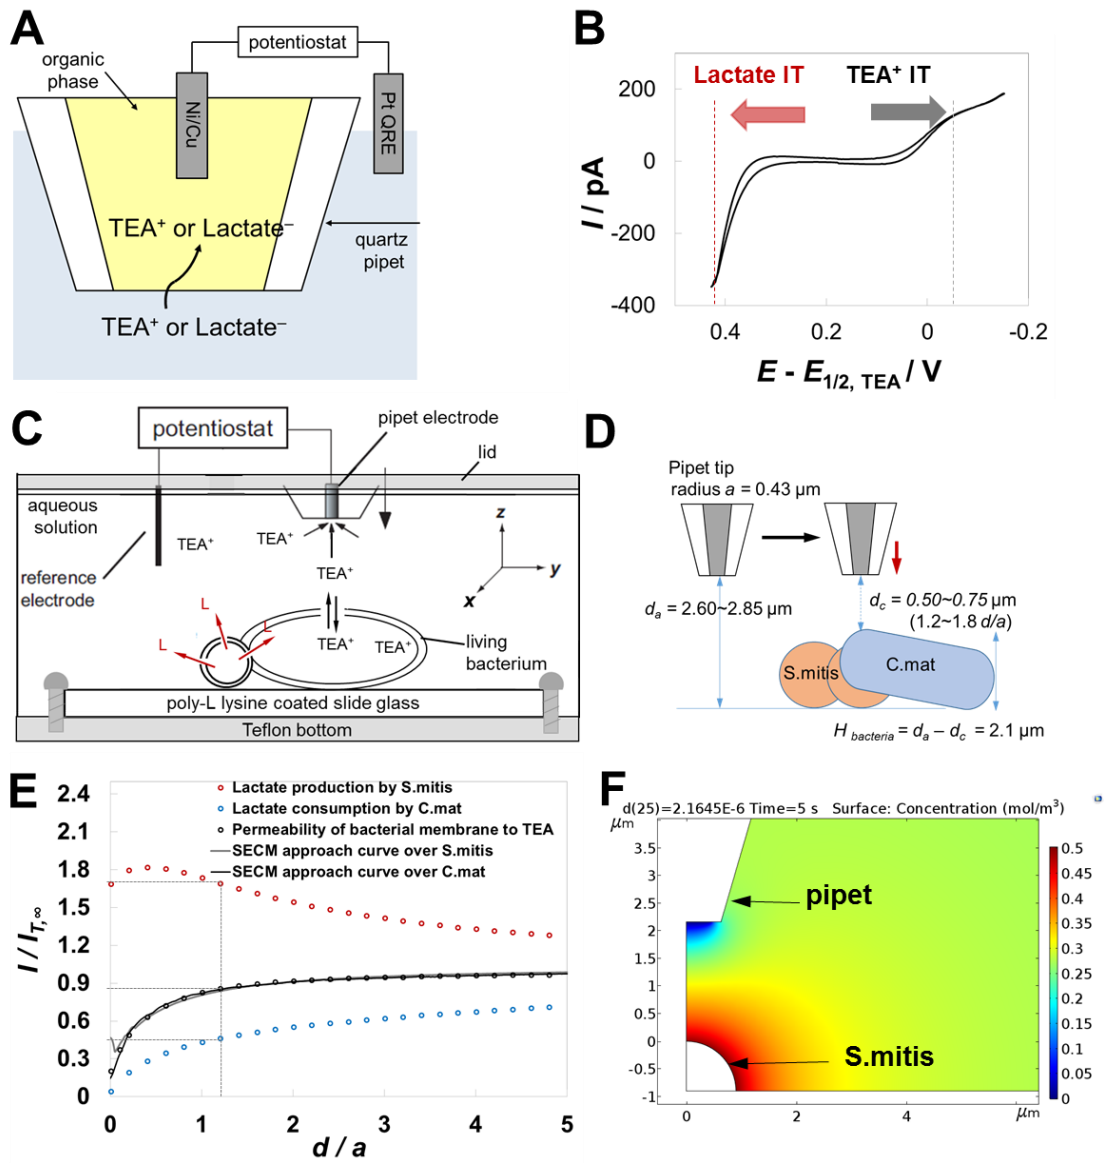 A
potentiostat
organic
phase
Ni/Cu
Pt QRE
TEA⁺ or Lactate⁻
quartz
pipet
TEA⁺ or Lactate⁻
B
Lactate IT
TEA⁺ IT
200
0
-200
-400
I / pA
0.4
0.2
0
-0.2
E - E1/2, TEA / V
C
potentiostat
pipet electrode
lid
aqueous
solution
TEA⁺
TEA⁺
TEA⁺
z
y
x
reference
electrode
L
L
L
TEA⁺
TEA⁺
living
bacterium
poly-L lysine coated slide glass
Teflon bottom
D
Pipet tip
radius a = 0.43 µm
da = 2.60~2.85 µm
dc = 0.50~0.75 µm
(1.2~1.8 d/a)
S.mitis
C.mat
H bacteria = da – dc = 2.1 µm
E
Lactate production by S.mitis
Lactate consumption by C.mat
Permeability of bacterial membrane to TEA
SECM approach curve over S.mitis
SECM approach curve over C.mat
2.4
2.1
1.8
1.5
1.2
0.9
0.6
0.3
0
I / IT,∞
0
1
2
3
4
5
d / a
F
d(25)=2.1645E-6 Time=5 s Surface: Concentration (mol/m³)
µm
3.5
3
2.5
2
1.5
1
0.5
0
-0.5
-1
pipet
S.mitis
0
2
4
µm
0.5
0.45
0.4
0.35
0.3
0.25
0.2
0.15
0.1
0.05
0